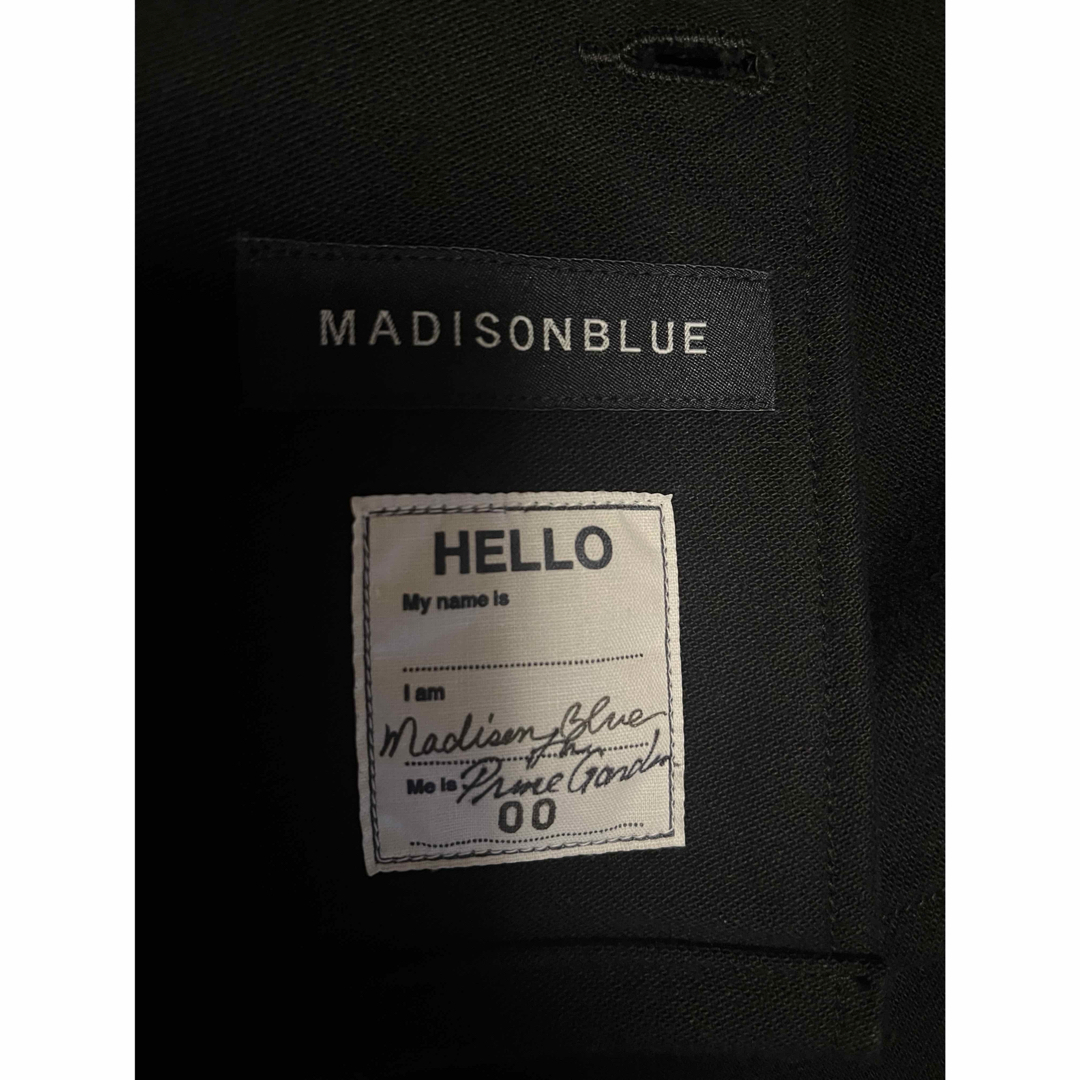 MADISONBLUE
HELLO
My name is
I am
Madison Blue
Me is Prime Garden
00